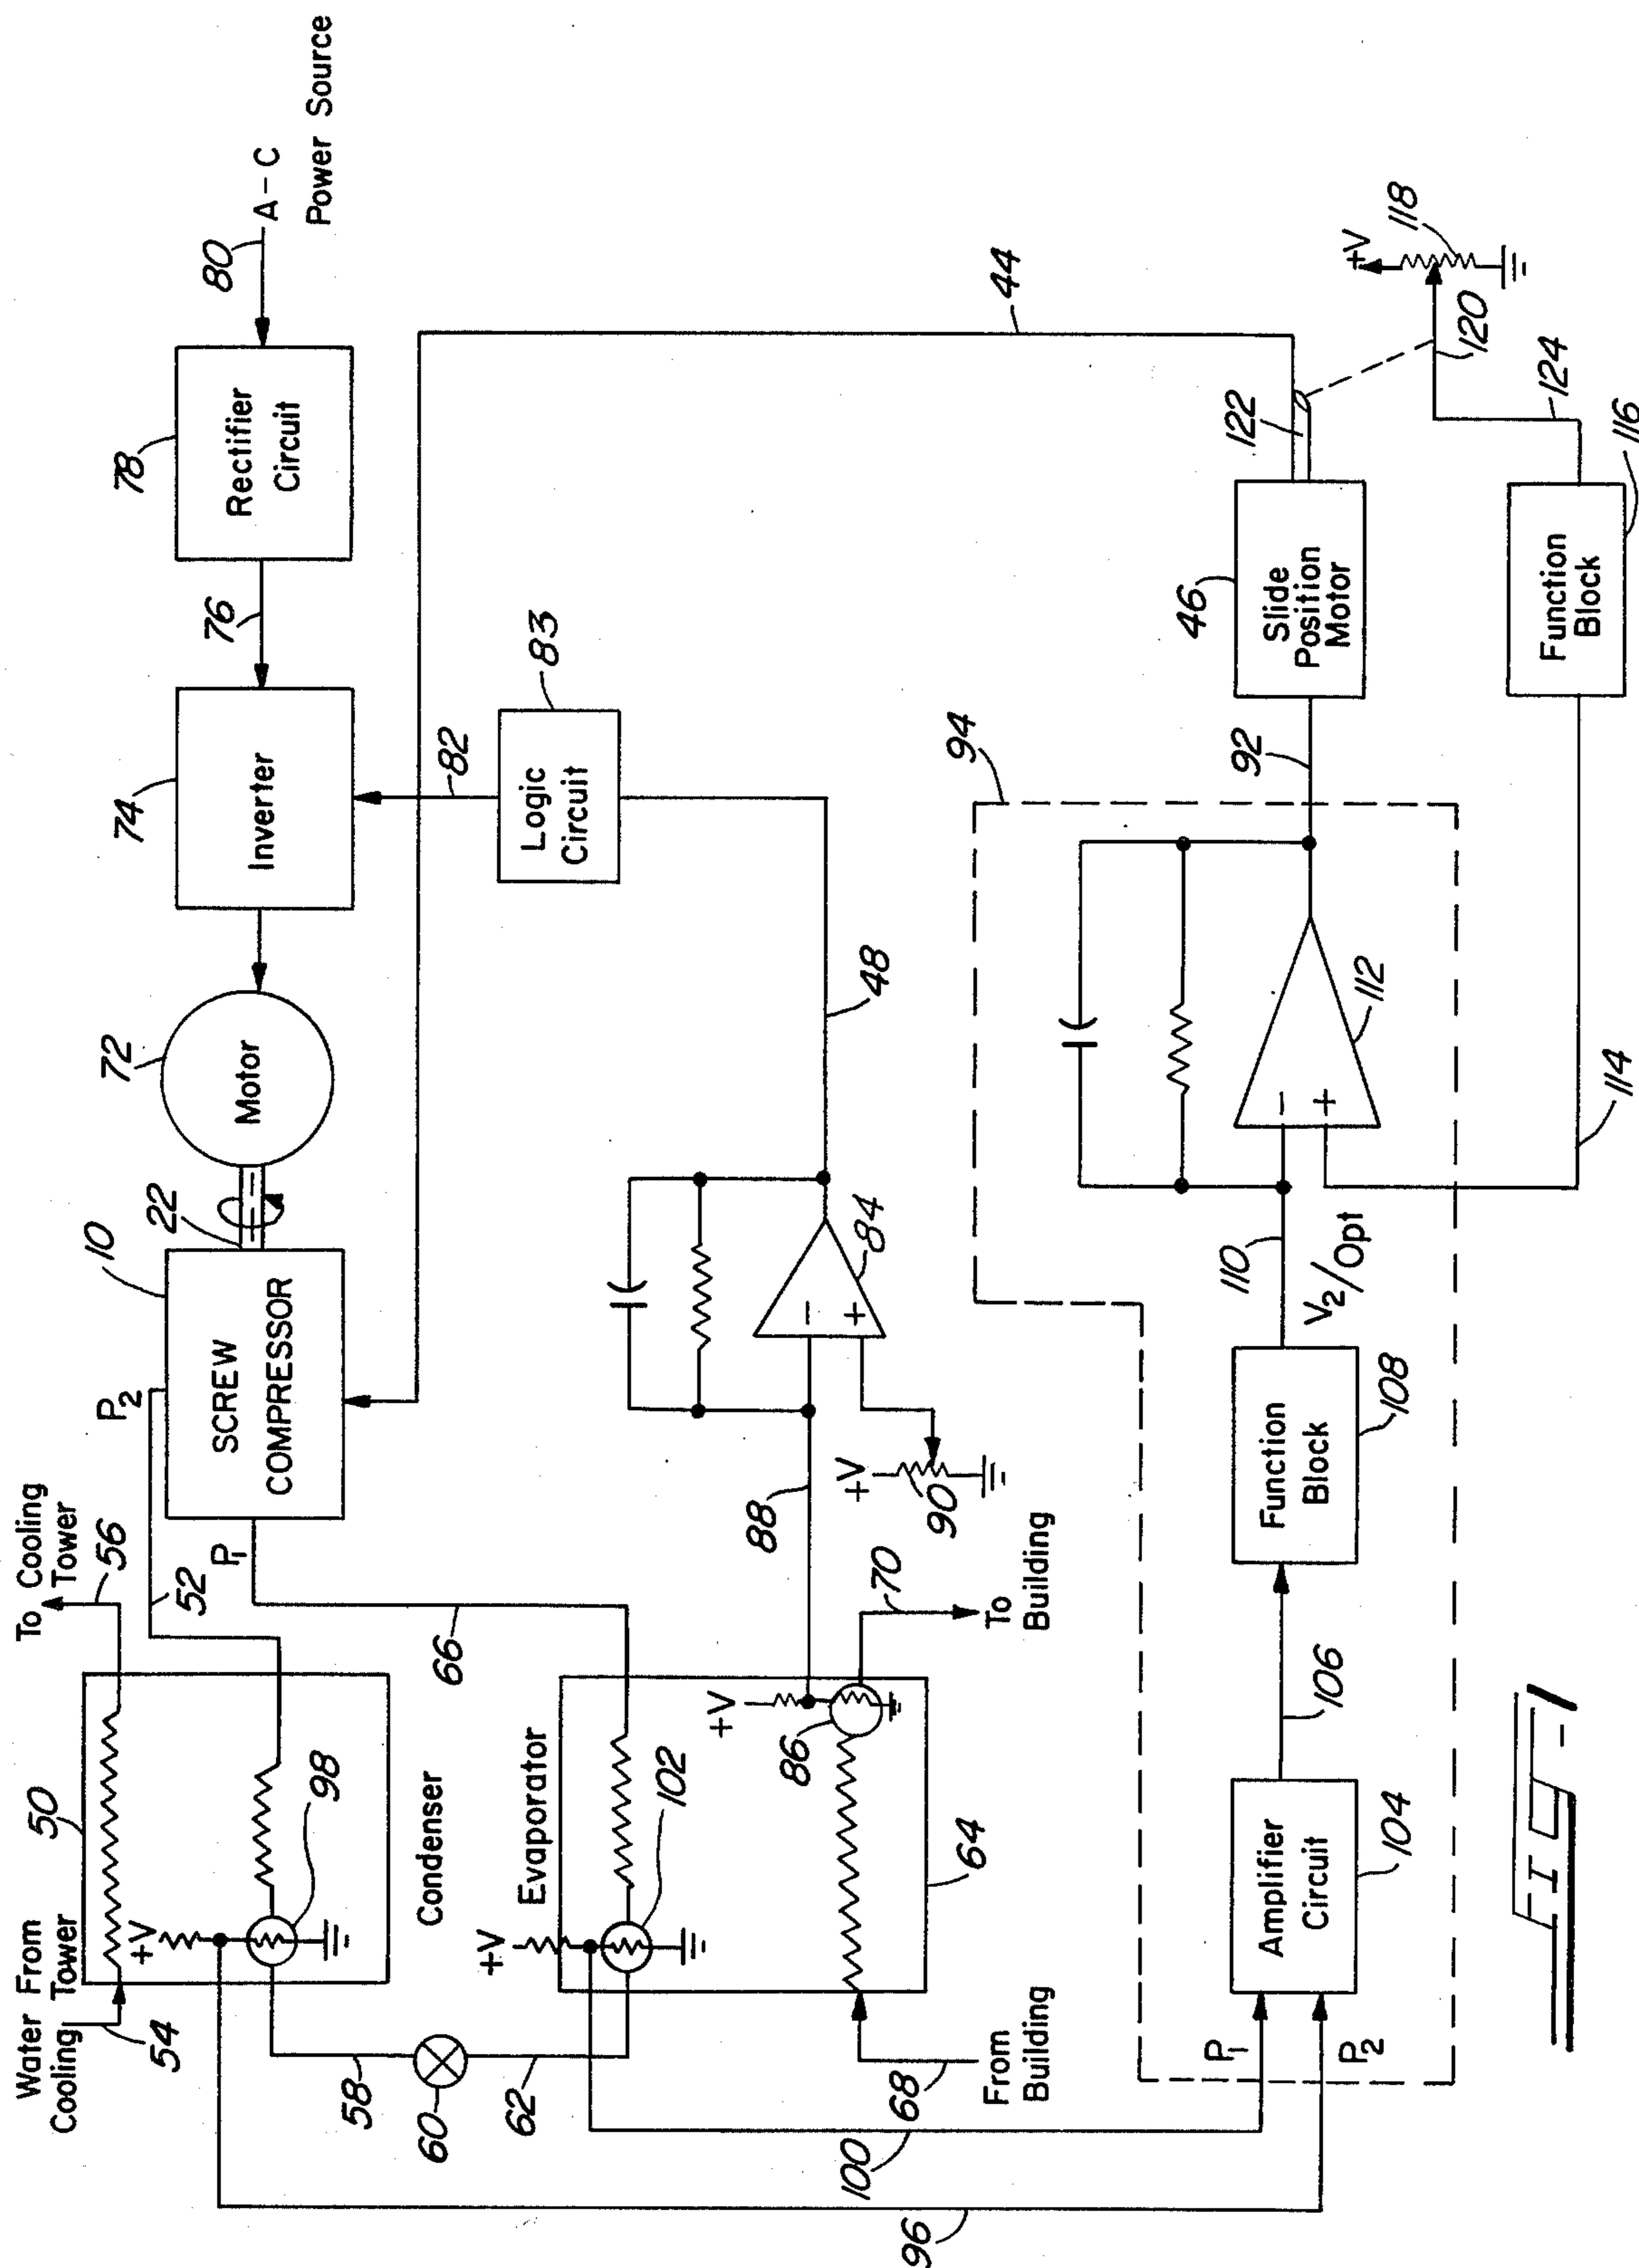 Water From
Cooling Tower
54
To Cooling
Tower
56
50
+V
98
Condenser
52
P2
P1
66
10
SCREW
COMPRESSOR
22
72
Motor
74
Inverter
76
78
Rectifier
Circuit
80
A-C
Power Source
58
60
62
Evaporator
+V
102
64
+V
86
88
70
To
Building
68
From
Building
+V
90
-
+
84
48
82
83
Logic
Circuit
44
100
96
P1
P2
Amplifier
Circuit
104
106
Function
Block
108
110
V2/Opt
-
+
112
94
92
46
Slide
Position
Motor
122
+V
118
120
124
116
Function
Block
114
FIG-1